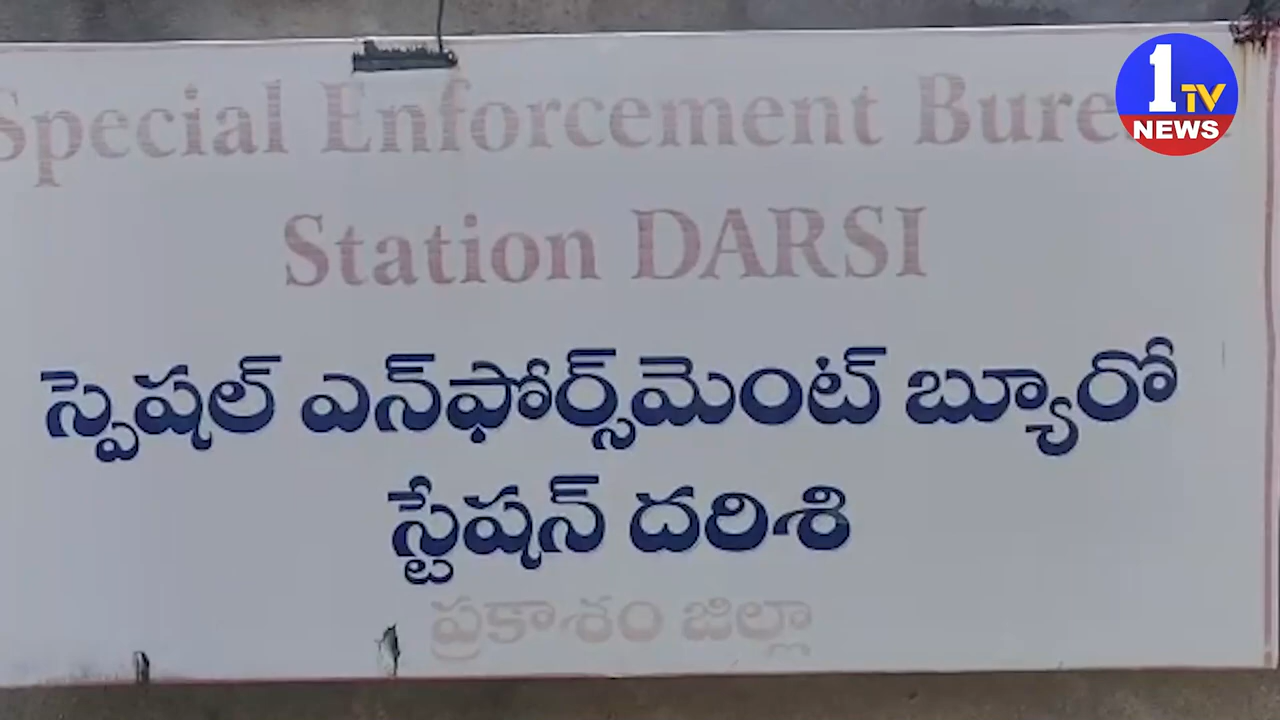 Special Enforcement Bure
Station DARSI
స్పెషల్ ఎన్‌ఫోర్స్‌మెంట్ బ్యూరో
స్టేషన్ దరిశి
ప్రకాశం జిల్లా
1 TV
NEWS